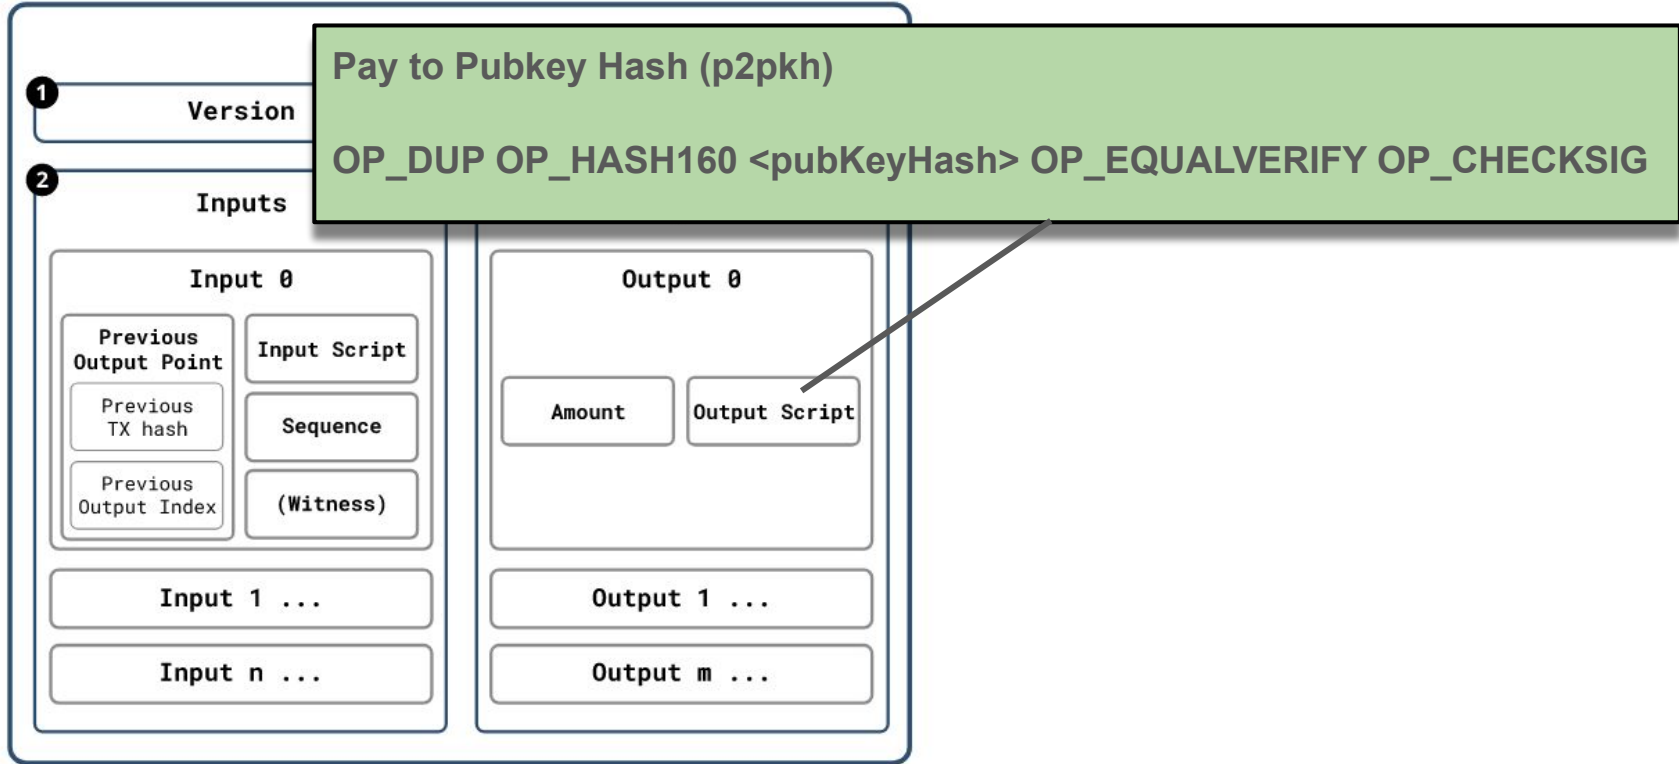 Pay to Pubkey Hash (p2pkh)
OP_DUP OP_HASH160 <pubKeyHash> OP_EQUALVERIFY OP_CHECKSIG
1
Version
2
Inputs
Input 0
Previous
Output Point
Previous
TX hash
Previous
Output Index
Input Script
Sequence
(Witness)
Input 1 ...
Input n ...
Output 0
Amount
Output Script
Output 1 ...
Output m ...